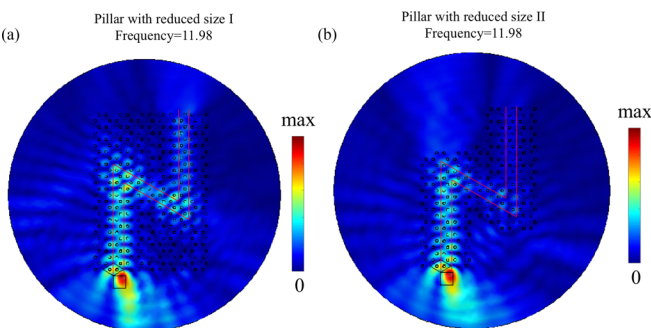 Pillar with reduced size I
Frequency=11.98
(a)
max
0
Pillar with reduced size II
Frequency=11.98
(b)
max
0